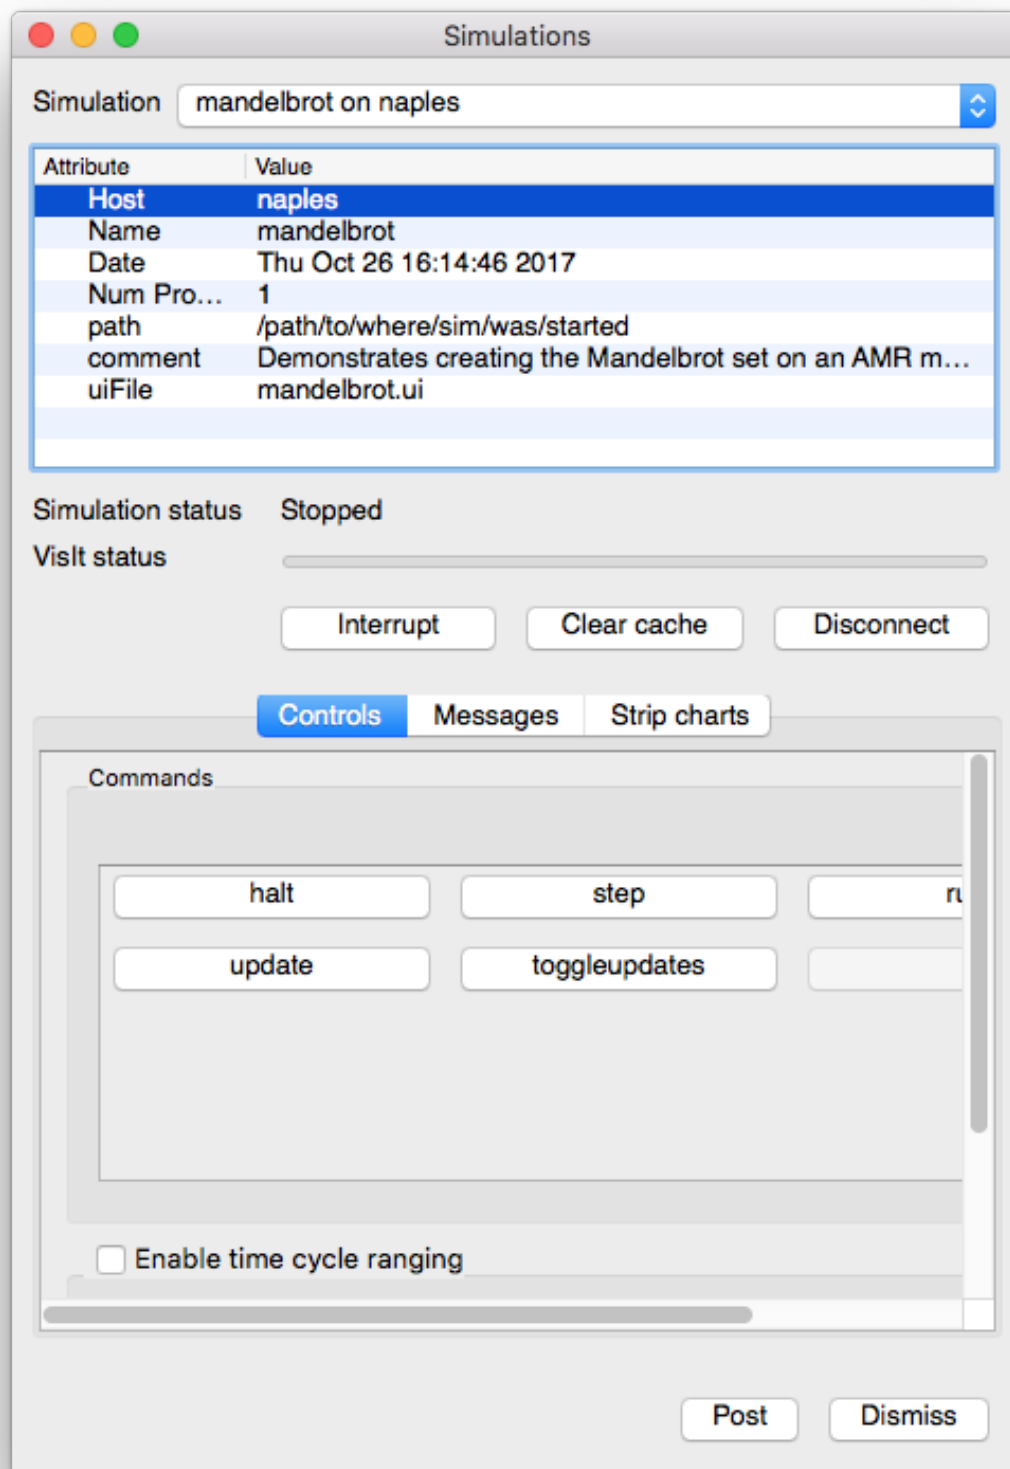 Simulations
Simulation mandelbrot on naples
Attribute Value
Host naples
Name mandelbrot
Date Thu Oct 26 16:14:46 2017
Num Pro... 1
path /path/to/where/sim/was/started
comment Demonstrates creating the Mandelbrot set on an AMR m...
uiFile mandelbrot.ui
Simulation status Stopped
VisIt status
Interrupt Clear cache Disconnect
Controls Messages Strip charts
Commands
halt step
update toggleupdates
Enable time cycle ranging
Post Dismiss